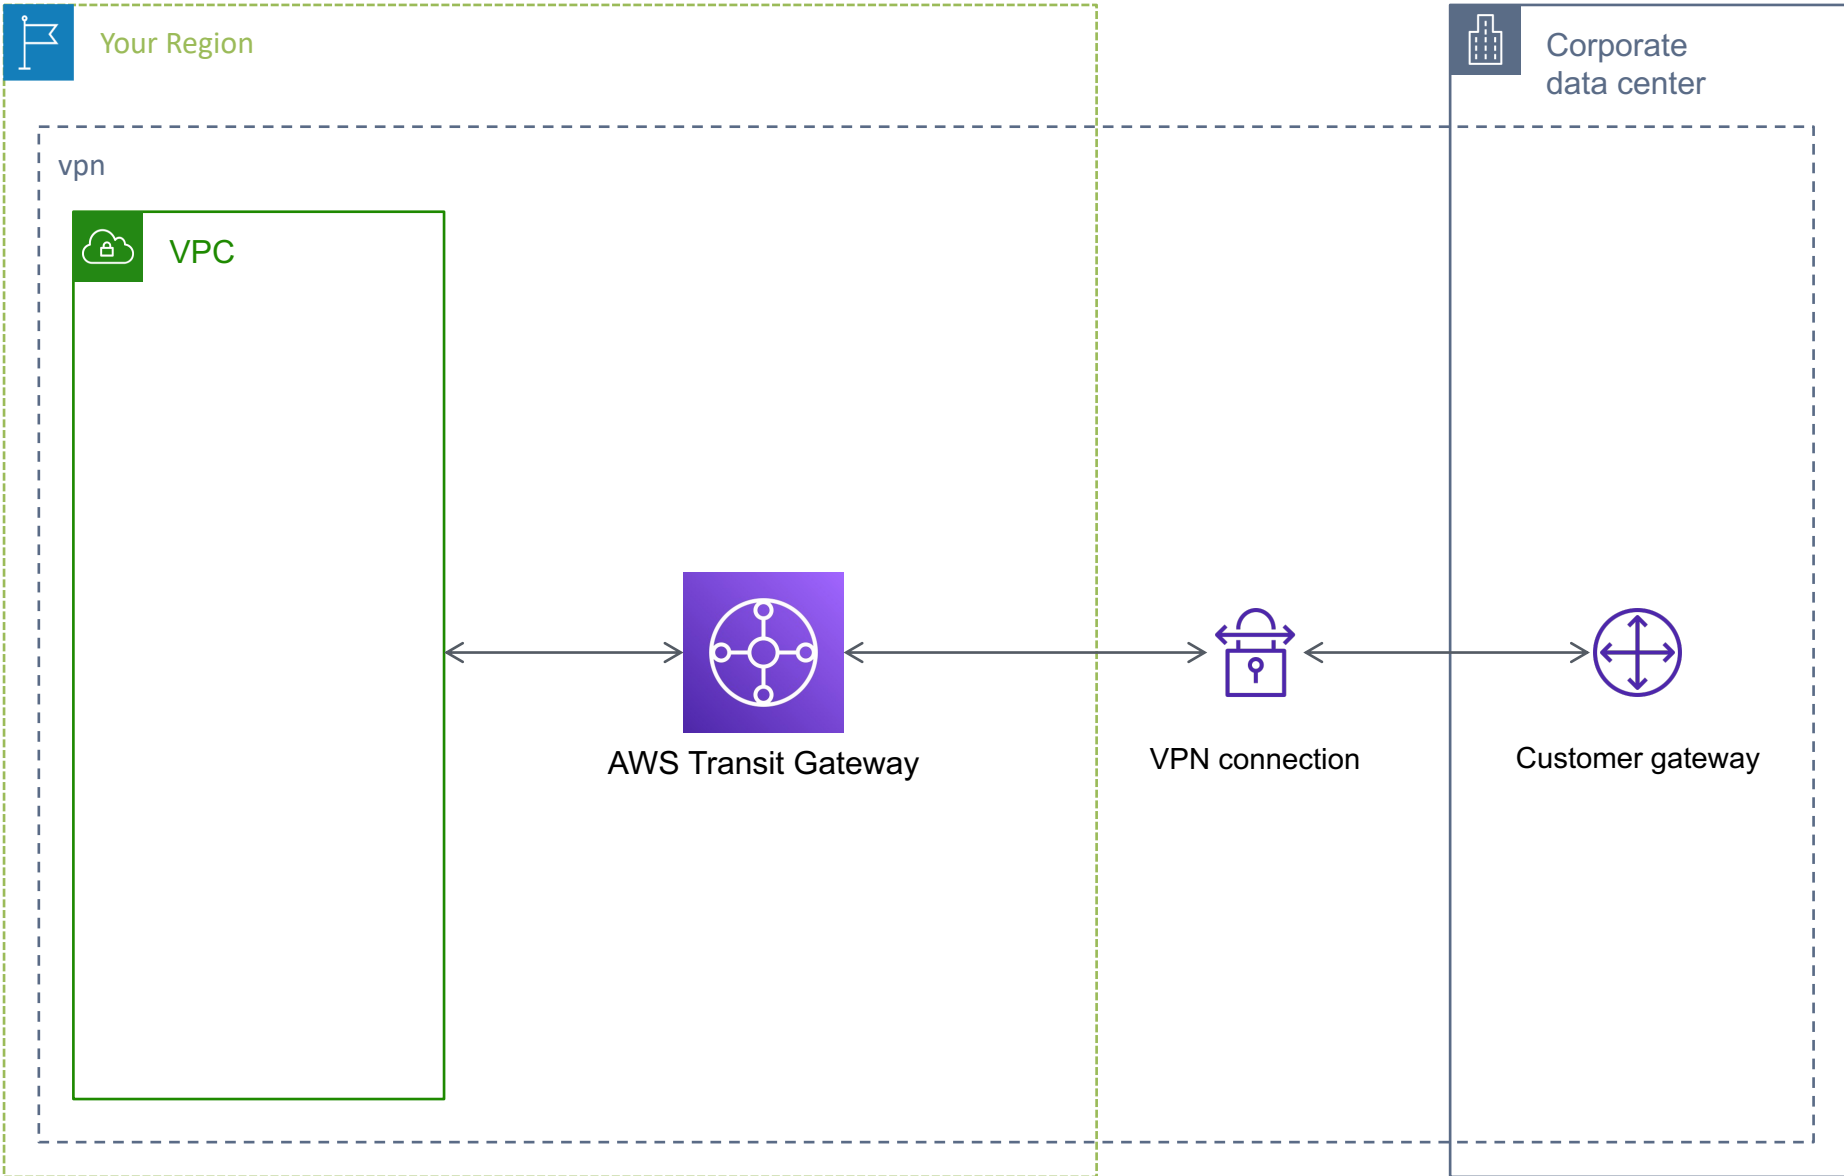 Your Region
Corporate
data center
vpn
VPC
AWS Transit Gateway
VPN connection
Customer gateway